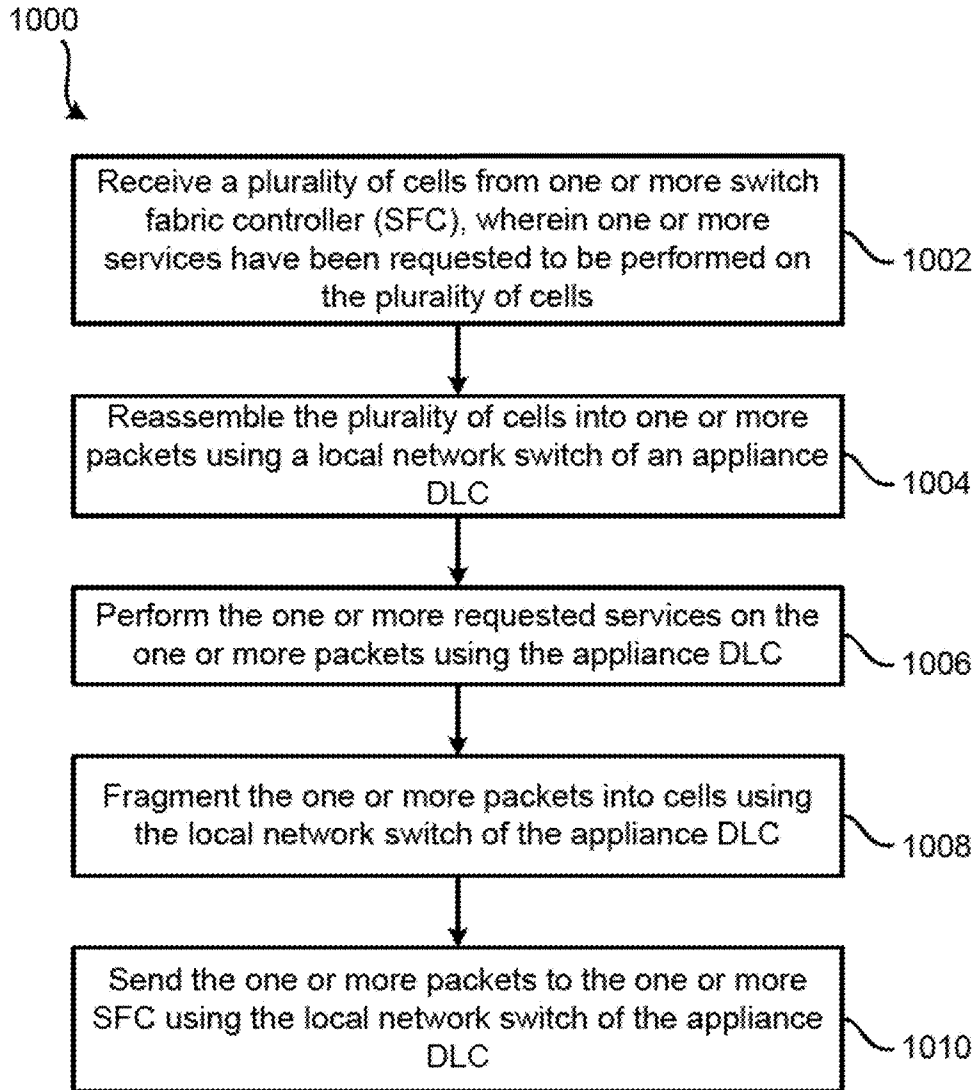 1000
Receive a plurality of cells from one or more switch
fabric controller (SFC), wherein one or more
services have been requested to be performed on
the plurality of cells
1002
Reassemble the plurality of cells into one or more
packets using a local network switch of an appliance
DLC
1004
Perform the one or more requested services on the
one or more packets using the appliance DLC
1006
Fragment the one or more packets into cells using
the local network switch of the appliance DLC
1008
Send the one or more packets to the one or more
SFC using the local network switch of the appliance
DLC
1010